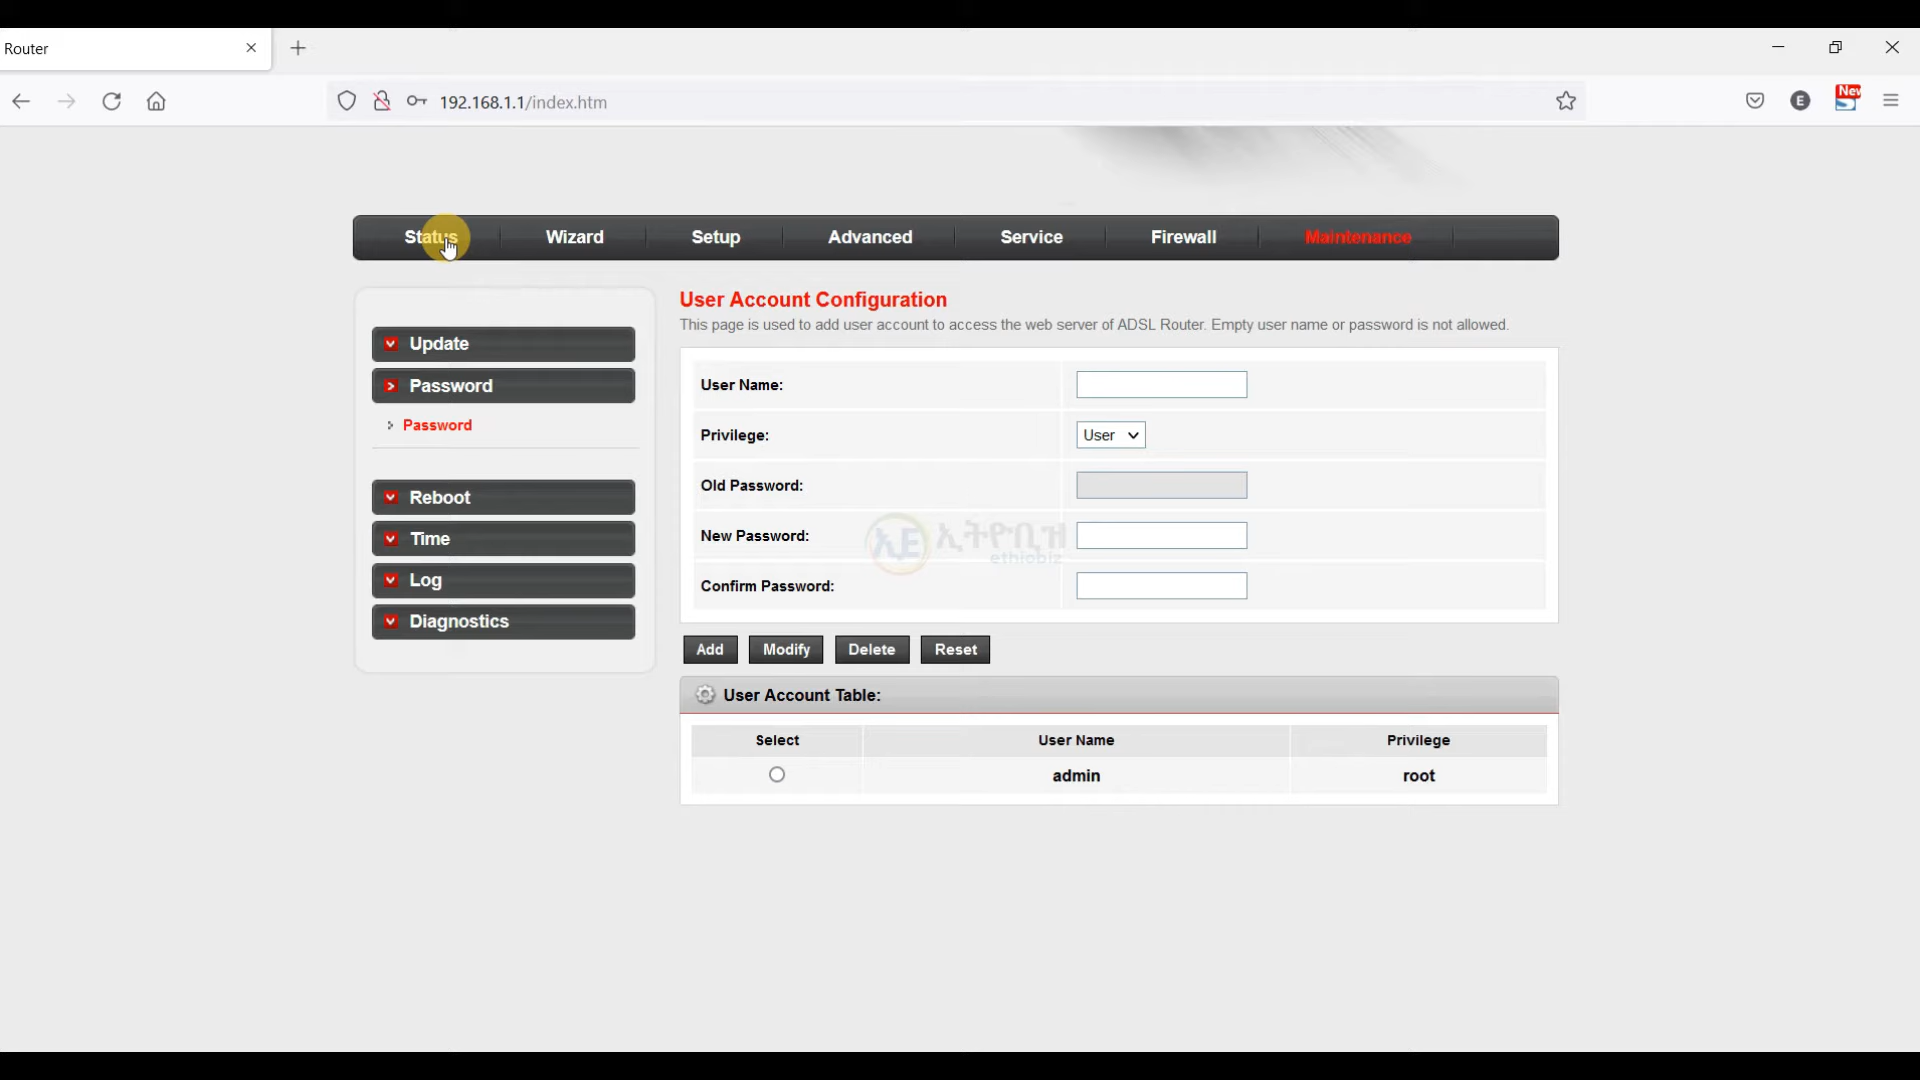 Router
192.168.1.1/index.htm
E
New
Status Wizard Setup Advanced Service Firewall Maintenance
Update
Password
Password
Reboot
Time
Log
Diagnostics
User Account Configuration
This page is used to add user account to access the web server of ADSL Router. Empty user name or password is not allowed.
User Name:
Privilege: User
Old Password:
New Password:
Confirm Password:
ኢትዮቢዝ
ethiobiz
Add Modify Delete Reset
User Account Table:
Select User Name Privilege
admin root